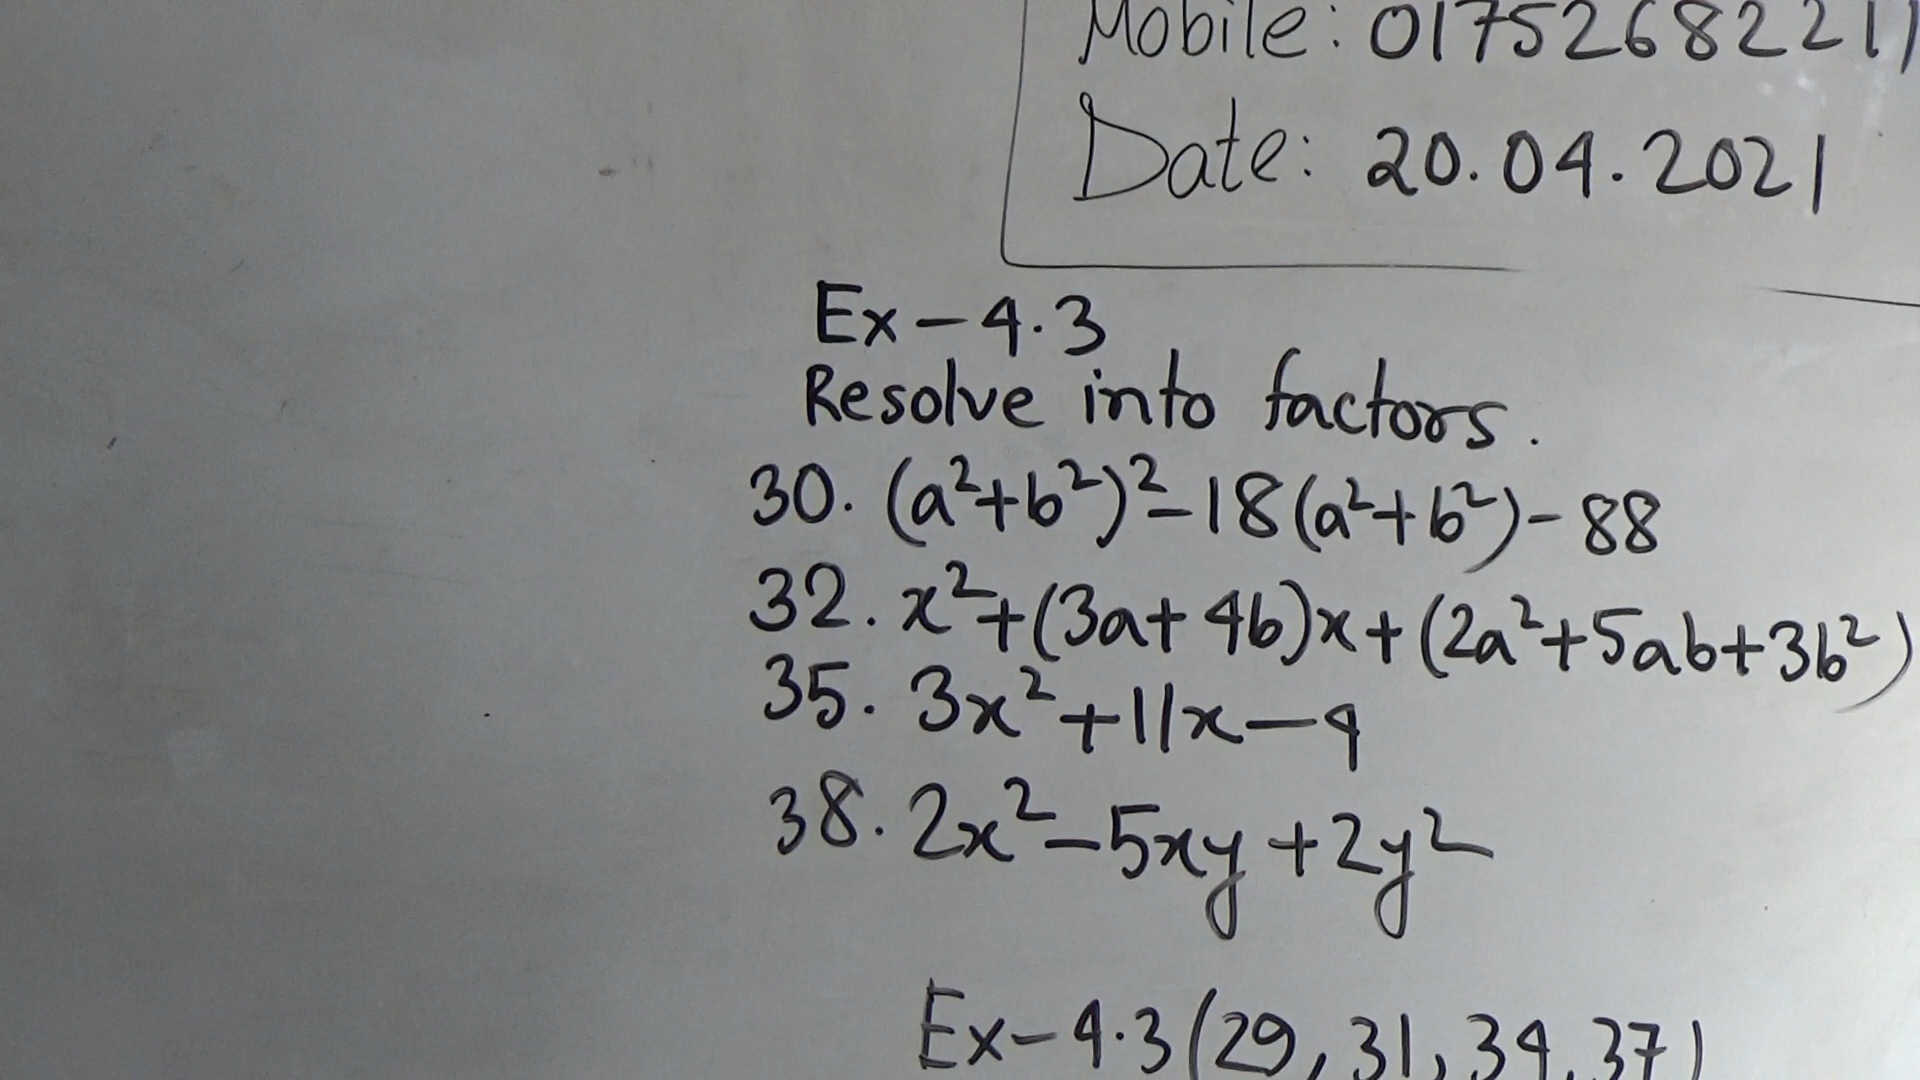 Mobile: 01752682211
Date: 20.04.2021
Ex-4.3
Resolve into factors.
30. (a²+b²)²-18(a²+b²)-88
32. x²+(3a+4b)x+(2a²+5ab+3b²)
35. 3x²+11x-4
38. 2x²-5xy+2y²
Ex-4.3(29,31,34,37)